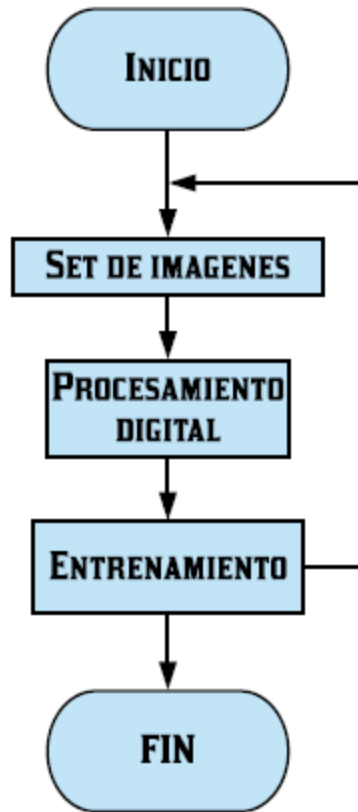 Inicio
Set de imagenes
Procesamiento
digital
Entrenamiento
FIN